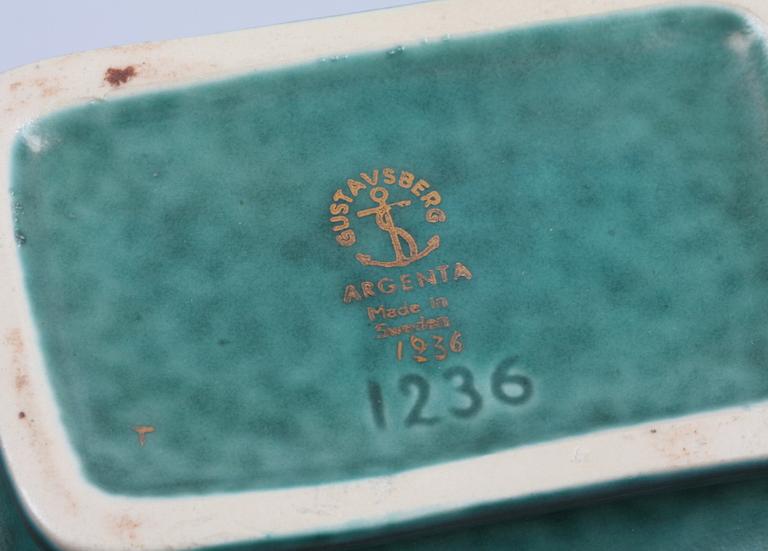 GUSTAVSBERG
ARGENTA
Made in
Sweden
1236
1236
T